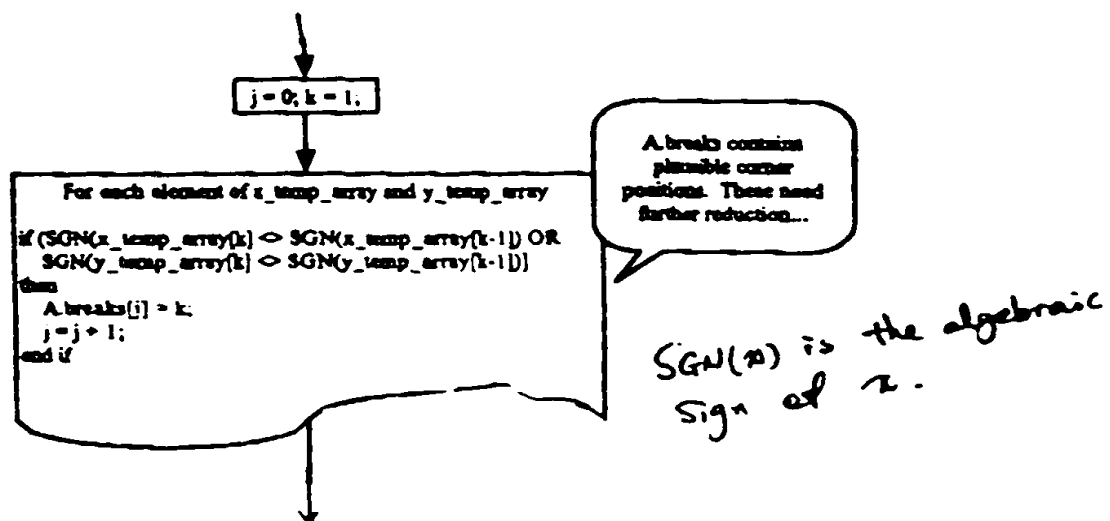 j = 0; k = 1;
For each element of x_temp_array and y_temp_array
if (SGN(x_temp_array[k] <> SGN(x_temp_array[k-1]) OR
SGN(y_temp_array[k] <> SGN(y_temp_array[k-1])]
then
A.breaks[j] = k;
j = j + 1;
end if
A.breaks contains
plausible corner
positions. These need
further reduction...
SGN(x) is the algebraic
sign of x.